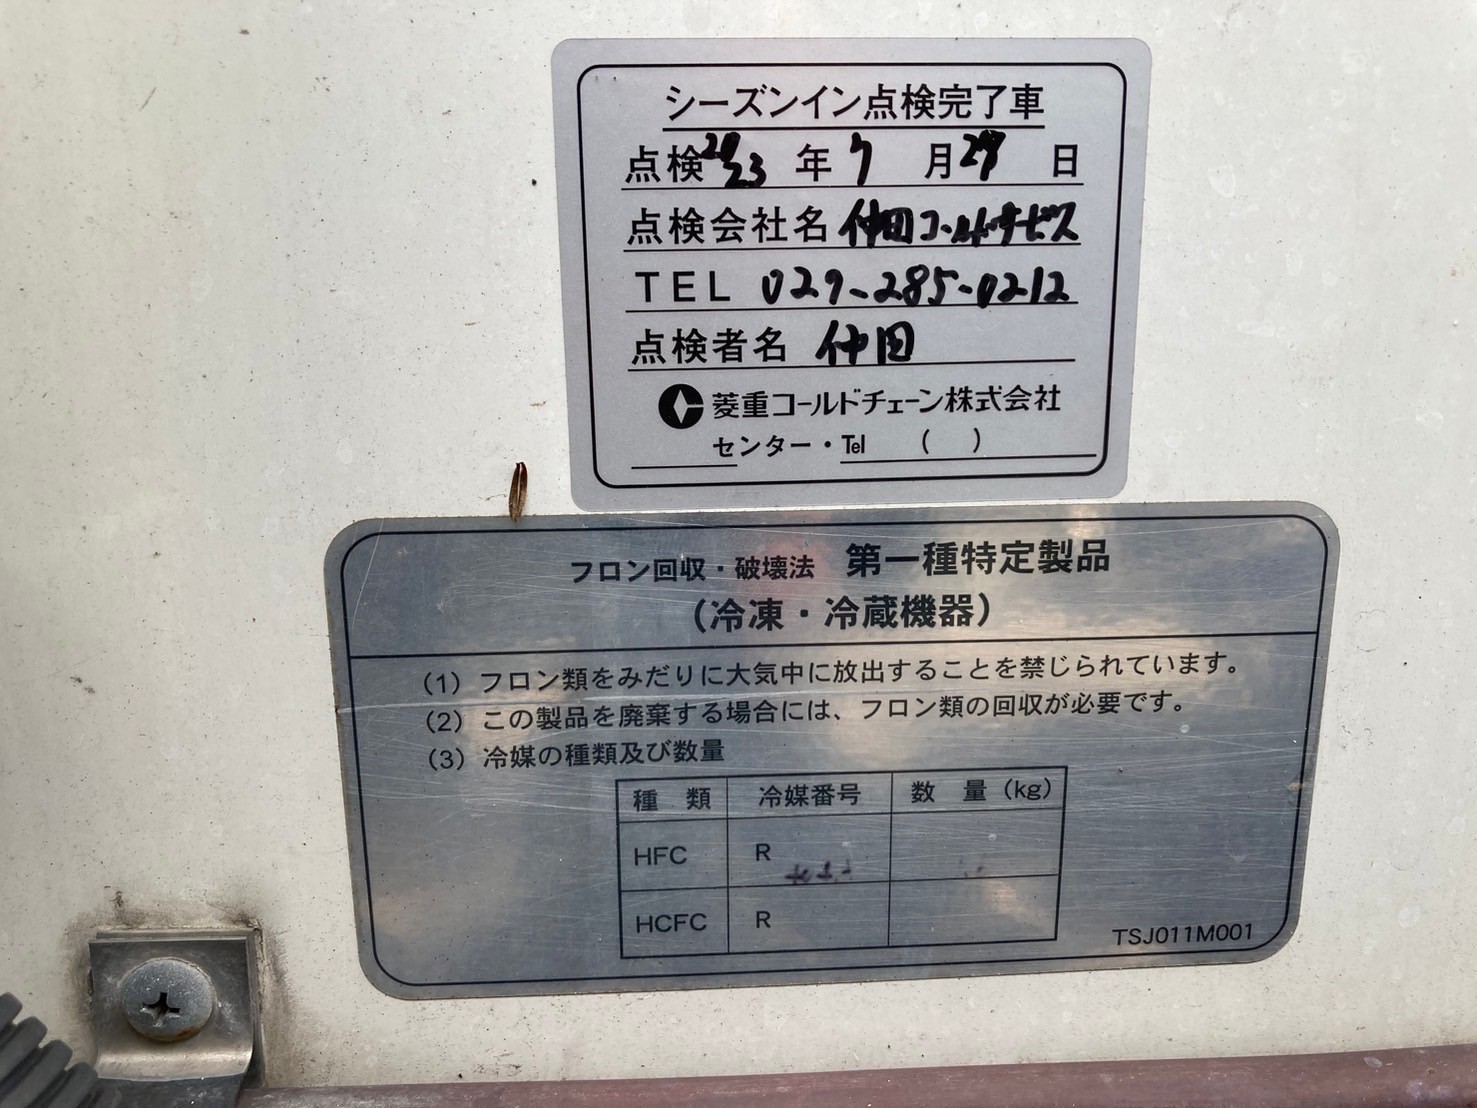 シーズンイン点検完了車
点検2023年7月29日
点検会社名 仲田コールドサービス
TEL 029-285-0212
点検者名 仲田
菱重コールドチェーン株式会社
センター・Tel ( )
フロン回収・破壊法 第一種特定製品
(冷凍・冷蔵機器)
(1) フロン類をみだりに大気中に放出することを禁じられています。
(2) この製品を廃棄する場合には、フロン類の回収が必要です。
(3) 冷媒の種類及び数量
種 類 冷媒番号 数 量 (kg)
HFC R
HCFC R
TSJ011M001